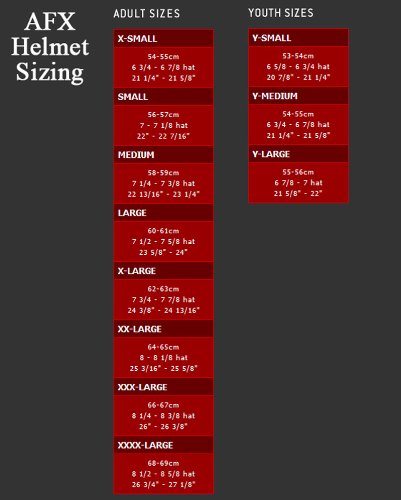 AFX
Helmet
Sizing
ADULT SIZES
X-SMALL
54-55cm
6 3/4 - 6 7/8 hat
21 1/4" - 21 5/8"
SMALL
56-57cm
7 - 7 1/8 hat
22" - 22 7/16"
MEDIUM
58-59cm
7 1/4 - 7 3/8 hat
22 13/16" - 23 1/4"
LARGE
60-61cm
7 1/2 - 7 5/8 hat
23 5/8" - 24"
X-LARGE
62-63cm
7 3/4 - 7 7/8 hat
24 3/8" - 24 13/16"
XX-LARGE
64-65cm
8 - 8 1/8 hat
25 3/16" - 25 5/8"
XXX-LARGE
66-67cm
8 1/4 - 8 3/8 hat
26" - 26 3/8"
XXXX-LARGE
68-69cm
8 1/2 - 8 5/8 hat
26 3/4" - 27 1/8"
YOUTH SIZES
Y-SMALL
53-54cm
6 5/8 - 6 3/4 hat
20 7/8" - 21 1/4"
Y-MEDIUM
54-55cm
6 3/4 - 6 7/8 hat
21 1/4" - 21 5/8"
Y-LARGE
55-56cm
6 7/8 - 7 hat
21 5/8" - 22"